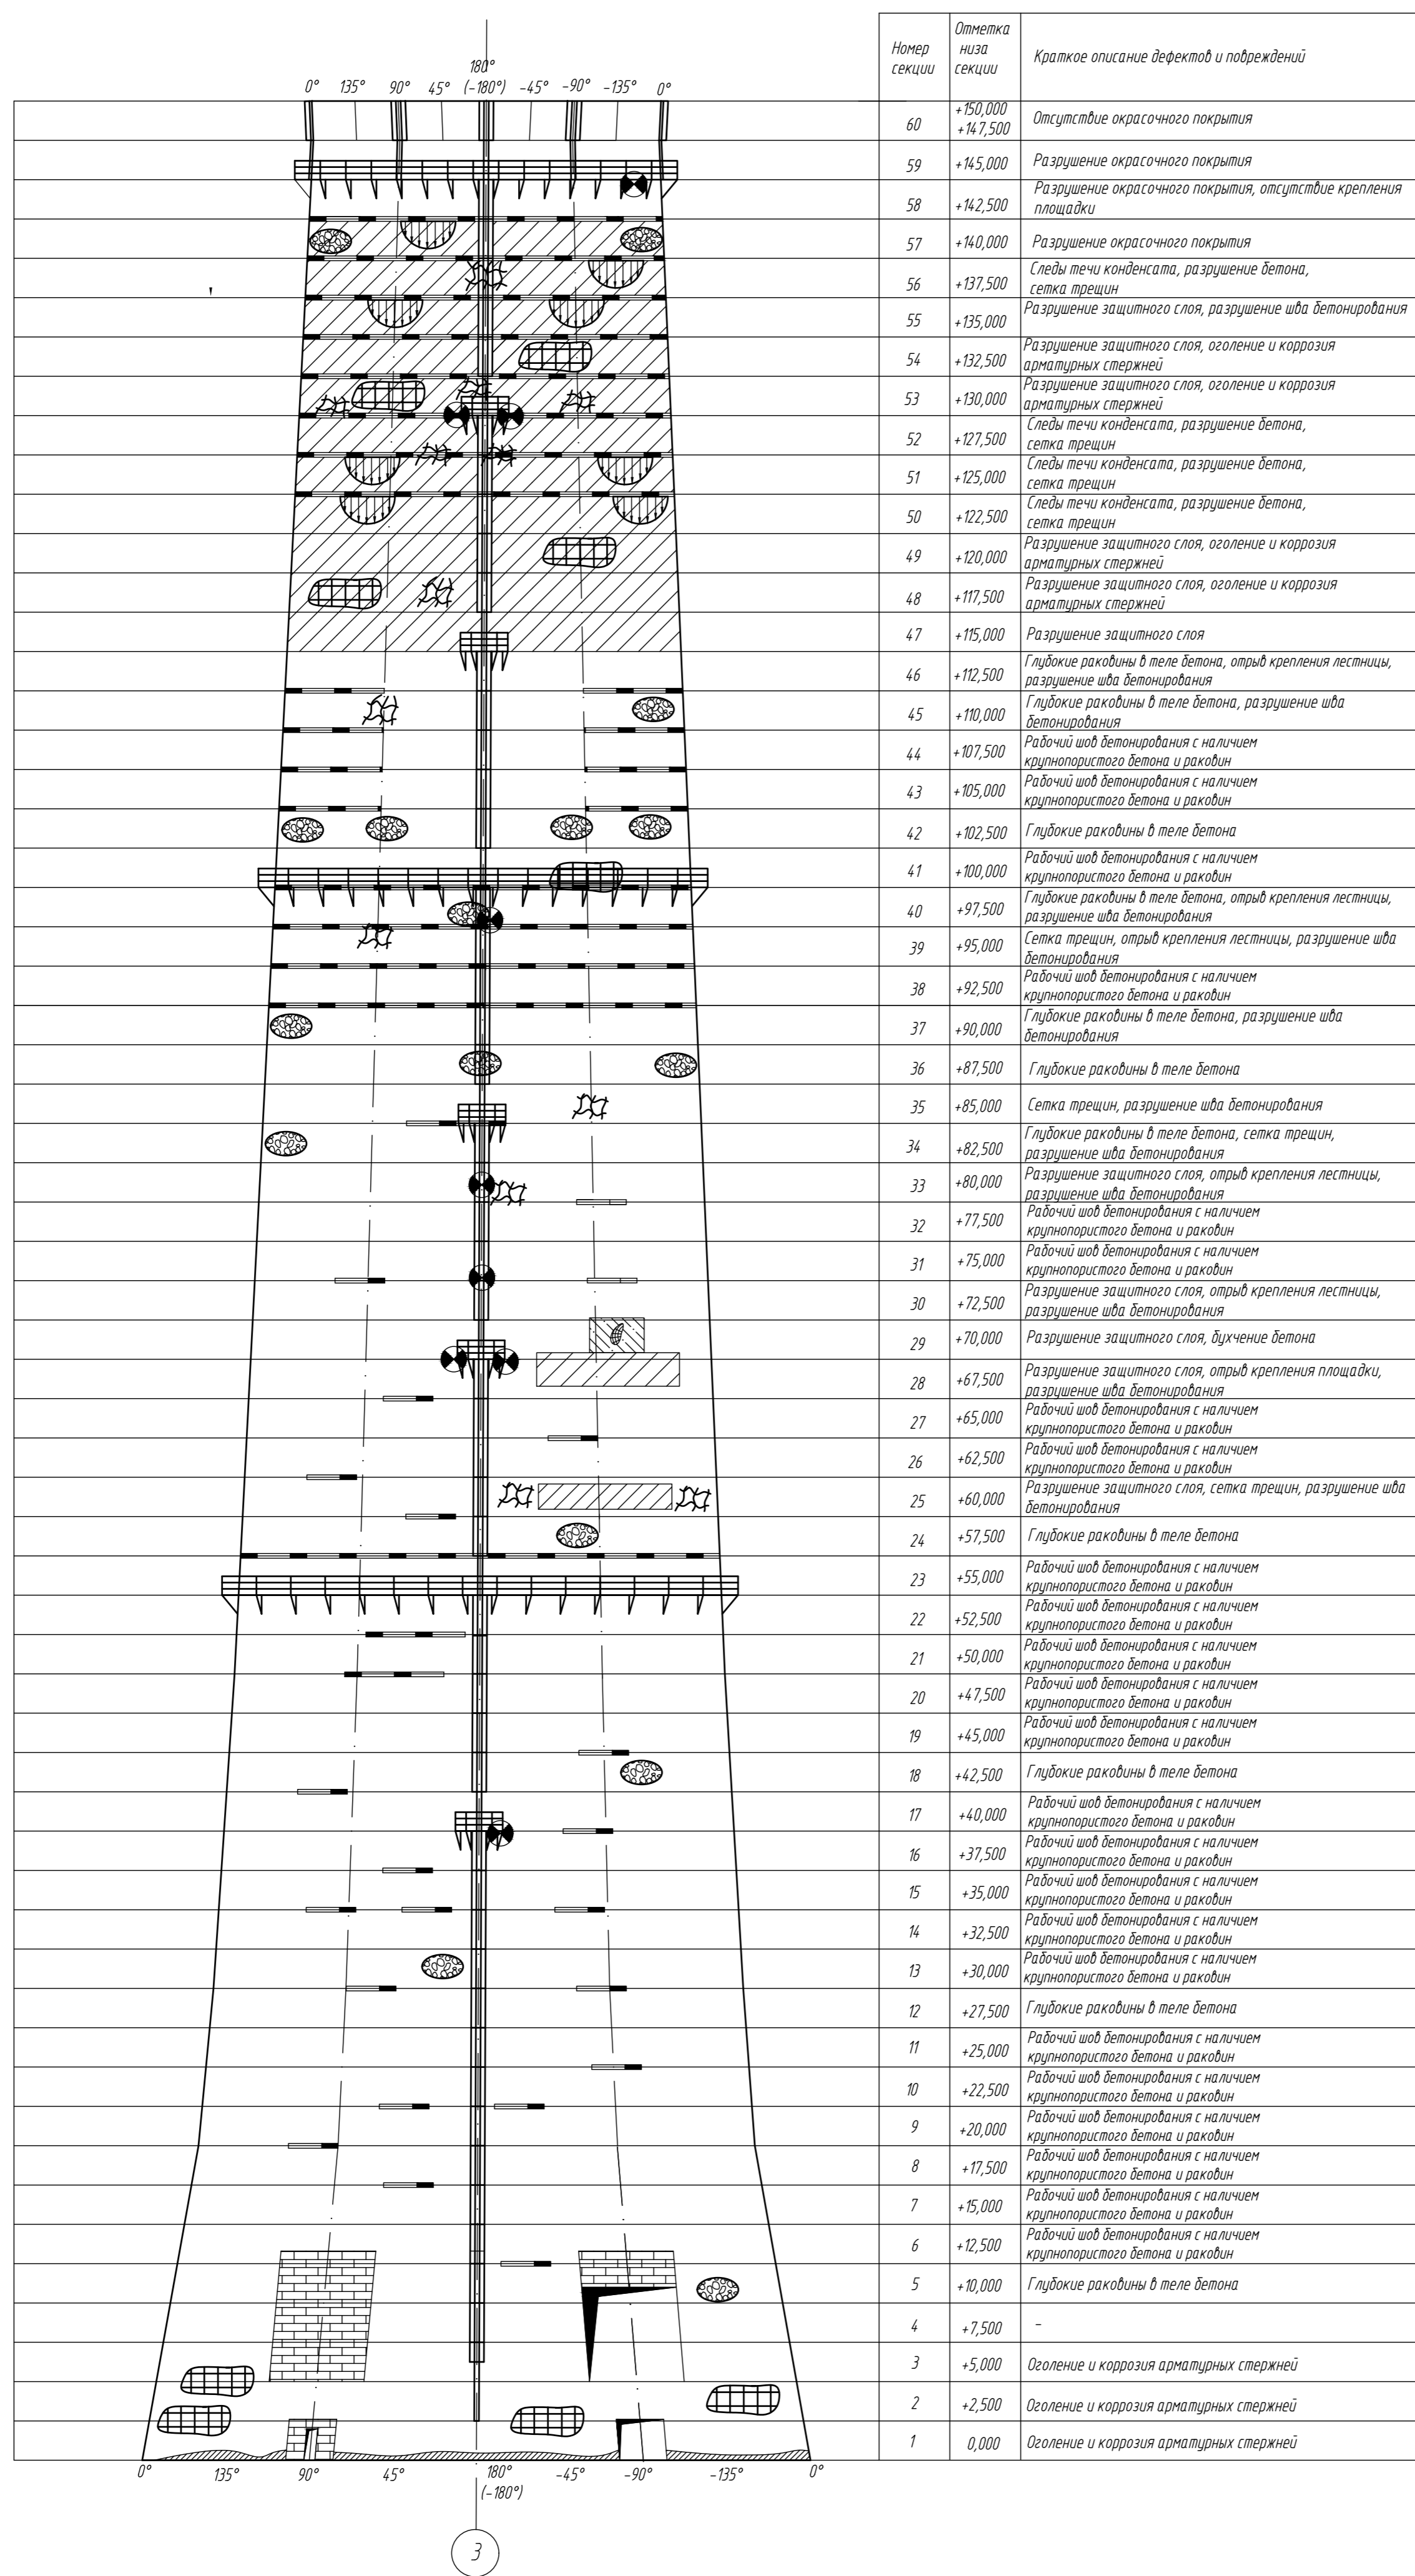 Номер
секции
Отметка
низа
секции
Краткое описание дефектов и повреждений
180°
0° 135° 90° 45° (-180°) -45° -90° -135° 0°
60
+150,000
+147,500
Отсутствие окрасочного покрытия
59 +145,000 Разрушение окрасочного покрытия
58 +142,500 Разрушение окрасочного покрытия, отсутствие крепления
площадки
57 +140,000 Разрушение окрасочного покрытия
56 +137,500 Следы течи конденсата, разрушение бетона,
сетка трещин
55 +135,000 Разрушение защитного слоя, разрушение шва бетонирования
54 +132,500 Разрушение защитного слоя, оголение и коррозия
арматурных стержней
53 +130,000 Разрушение защитного слоя, оголение и коррозия
арматурных стержней
52 +127,500 Следы течи конденсата, разрушение бетона,
сетка трещин
51 +125,000 Следы течи конденсата, разрушение бетона,
сетка трещин
50 +122,500 Следы течи конденсата, разрушение бетона,
сетка трещин
49 +120,000 Разрушение защитного слоя, оголение и коррозия
арматурных стержней
48 +117,500 Разрушение защитного слоя, оголение и коррозия
арматурных стержней
47 +115,000 Разрушение защитного слоя
46 +112,500 Глубокие раковины в теле бетона, отрыв крепления лестницы,
разрушение шва бетонирования
45 +110,000 Глубокие раковины в теле бетона, разрушение шва
бетонирования
44 +107,500 Рабочий шов бетонирования с наличием
крупнопористого бетона и раковин
43 +105,000 Рабочий шов бетонирования с наличием
крупнопористого бетона и раковин
42 +102,500 Глубокие раковины в теле бетона
41 +100,000 Рабочий шов бетонирования с наличием
крупнопористого бетона и раковин
40 +97,500 Глубокие раковины в теле бетона, отрыв крепления лестницы,
разрушение шва бетонирования
39 +95,000 Сетка трещин, отрыв крепления лестницы, разрушение шва
бетонирования
38 +92,500 Рабочий шов бетонирования с наличием
крупнопористого бетона и раковин
37 +90,000 Глубокие раковины в теле бетона, разрушение шва
бетонирования
36 +87,500 Глубокие раковины в теле бетона
35 +85,000 Сетка трещин, разрушение шва бетонирования
34 +82,500 Глубокие раковины в теле бетона, сетка трещин,
разрушение шва бетонирования
33 +80,000 Разрушение защитного слоя, отрыв крепления лестницы,
разрушение шва бетонирования
32 +77,500 Рабочий шов бетонирования с наличием
крупнопористого бетона и раковин
31 +75,000 Рабочий шов бетонирования с наличием
крупнопористого бетона и раковин
30 +72,500 Разрушение защитного слоя, отрыв крепления лестницы,
разрушение шва бетонирования
29 +70,000 Разрушение защитного слоя, бухчение бетона
28 +67,500 Разрушение защитного слоя, отрыв крепления площадки,
разрушение шва бетонирования
27 +65,000 Рабочий шов бетонирования с наличием
крупнопористого бетона и раковин
26 +62,500 Рабочий шов бетонирования с наличием
крупнопористого бетона и раковин
25 +60,000 Разрушение защитного слоя, сетка трещин, разрушение шва
бетонирования
24 +57,500 Глубокие раковины в теле бетона
23 +55,000 Рабочий шов бетонирования с наличием
крупнопористого бетона и раковин
22 +52,500 Рабочий шов бетонирования с наличием
крупнопористого бетона и раковин
21 +50,000 Рабочий шов бетонирования с наличием
крупнопористого бетона и раковин
20 +47,500 Рабочий шов бетонирования с наличием
крупнопористого бетона и раковин
19 +45,000 Рабочий шов бетонирования с наличием
крупнопористого бетона и раковин
18 +42,500 Глубокие раковины в теле бетона
17 +40,000 Рабочий шов бетонирования с наличием
крупнопористого бетона и раковин
16 +37,500 Рабочий шов бетонирования с наличием
крупнопористого бетона и раковин
15 +35,000 Рабочий шов бетонирования с наличием
крупнопористого бетона и раковин
14 +32,500 Рабочий шов бетонирования с наличием
крупнопористого бетона и раковин
13 +30,000 Рабочий шов бетонирования с наличием
крупнопористого бетона и раковин
12 +27,500 Глубокие раковины в теле бетона
11 +25,000 Рабочий шов бетонирования с наличием
крупнопористого бетона и раковин
10 +22,500 Рабочий шов бетонирования с наличием
крупнопористого бетона и раковин
9 +20,000 Рабочий шов бетонирования с наличием
крупнопористого бетона и раковин
8 +17,500 Рабочий шов бетонирования с наличием
крупнопористого бетона и раковин
7 +15,000 Рабочий шов бетонирования с наличием
крупнопористого бетона и раковин
6 +12,500 Рабочий шов бетонирования с наличием
крупнопористого бетона и раковин
5 +10,000 Глубокие раковины в теле бетона
4 +7,500 -
3 +5,000 Оголение и коррозия арматурных стержней
2 +2,500 Оголение и коррозия арматурных стержней
1 0,000 Оголение и коррозия арматурных стержней
0° 135° 90° 45° 180° -45° -90° -135° 0°
(-180°)
3